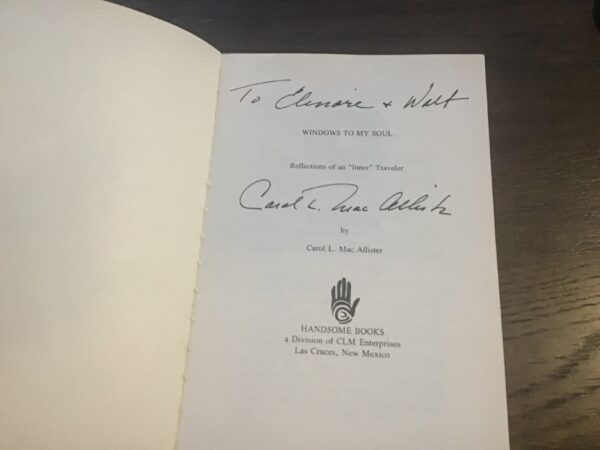 To Elenore + Walt
WINDOWS TO MY SOUL
Reflections of an "Inner" Traveler
Carol L. Mac Allister
by
Carol L. Mac Allister
HANDSOME BOOKS
a Division of CLM Enterprises
Las Cruces, New Mexico